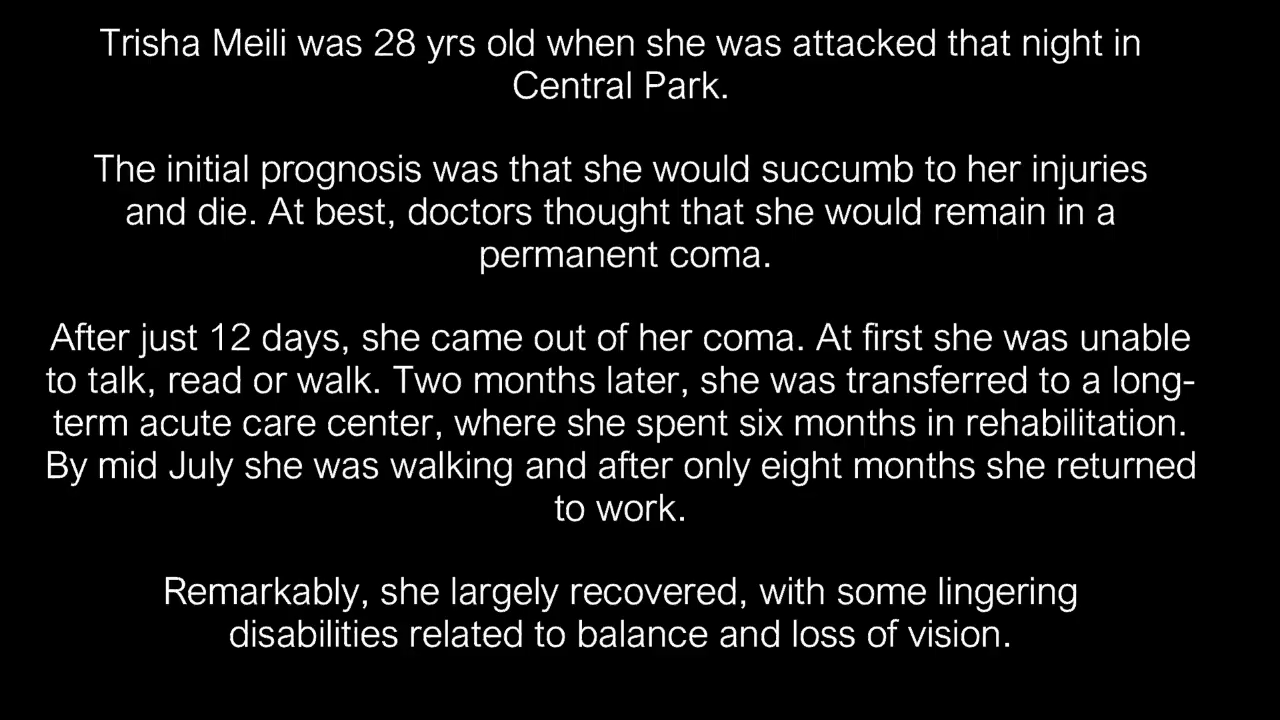 Trisha Meili was 28 yrs old when she was attacked that night in
Central Park.
The initial prognosis was that she would succumb to her injuries
and die. At best, doctors thought that she would remain in a
permanent coma.
After just 12 days, she came out of her coma. At first she was unable
to talk, read or walk. Two months later, she was transferred to a long-
term acute care center, where she spent six months in rehabilitation.
By mid July she was walking and after only eight months she returned
to work.
Remarkably, she largely recovered, with some lingering
disabilities related to balance and loss of vision.